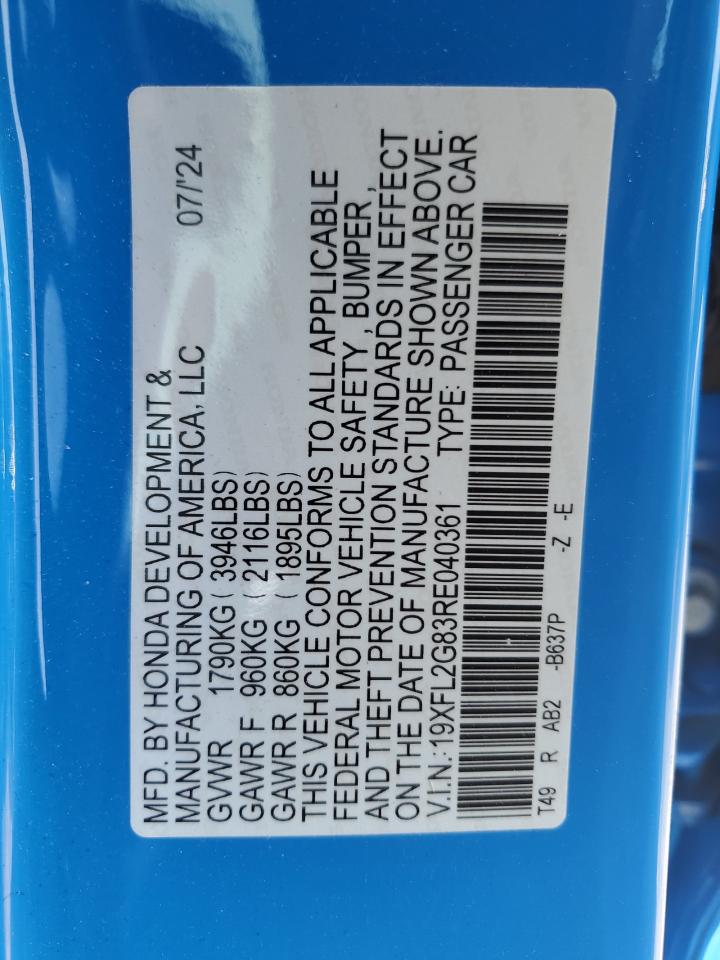 MFD. BY HONDA DEVELOPMENT &
MANUFACTURING OF AMERICA, LLC 07/'24
GVWR 1790KG ( 3946LBS)
GAWR F 960KG ( 2116LBS)
GAWR R 860KG ( 1895LBS)
THIS VEHICLE CONFORMS TO ALL APPLICABLE
FEDERAL MOTOR VEHICLE SAFETY , BUMPER ,
AND THEFT PREVENTION STANDARDS IN EFFECT
ON THE DATE OF MANUFACTURE SHOWN ABOVE.
V.I.N.:19XFL2G83RE040361 TYPE: PASSENGER CAR
T49 R AB2 -B637P -Z -E